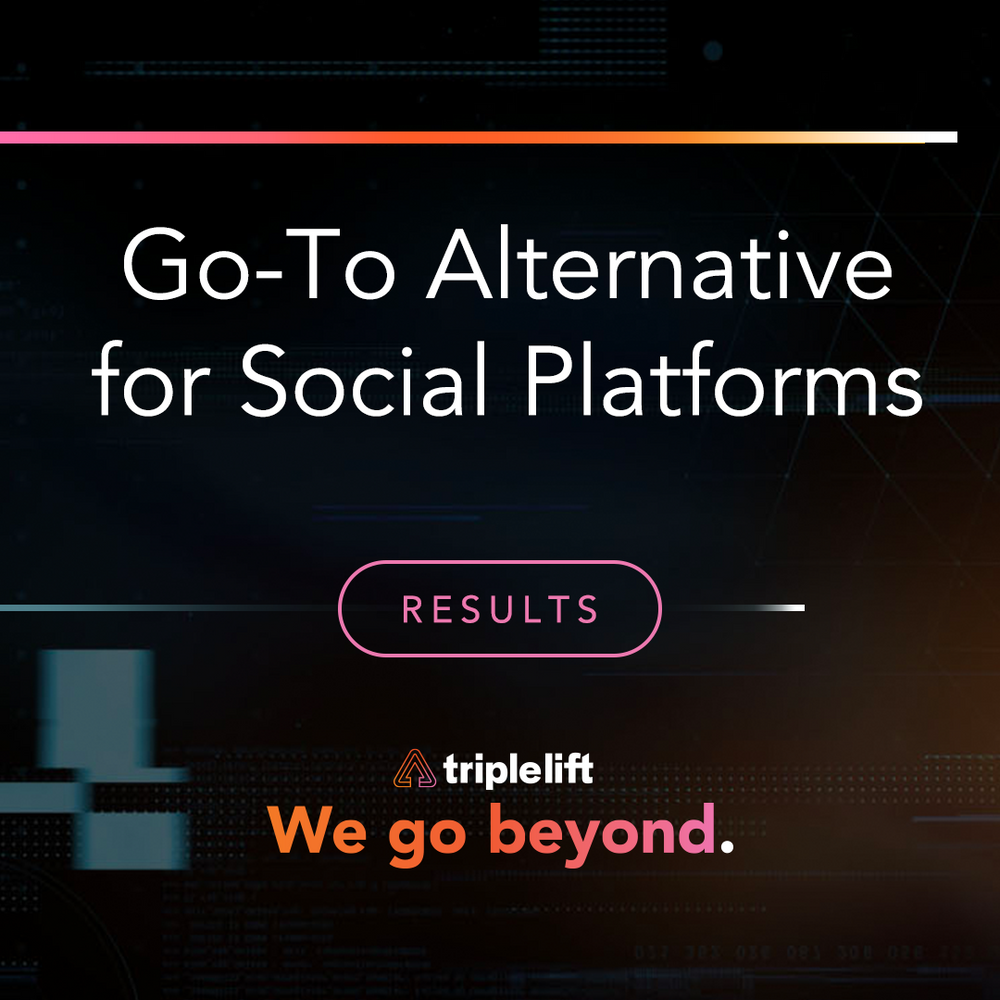 Go-To Alternative
for Social Platforms
RESULTS
triplelift
We go beyond.